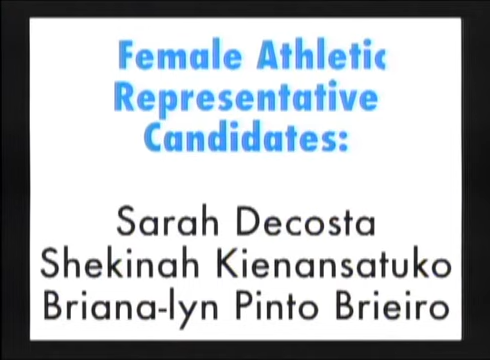 Female Athletic
Representative
Candidates:
Sarah Decosta
Shekinah Kienansatuko
Briana-lyn Pinto Brieiro